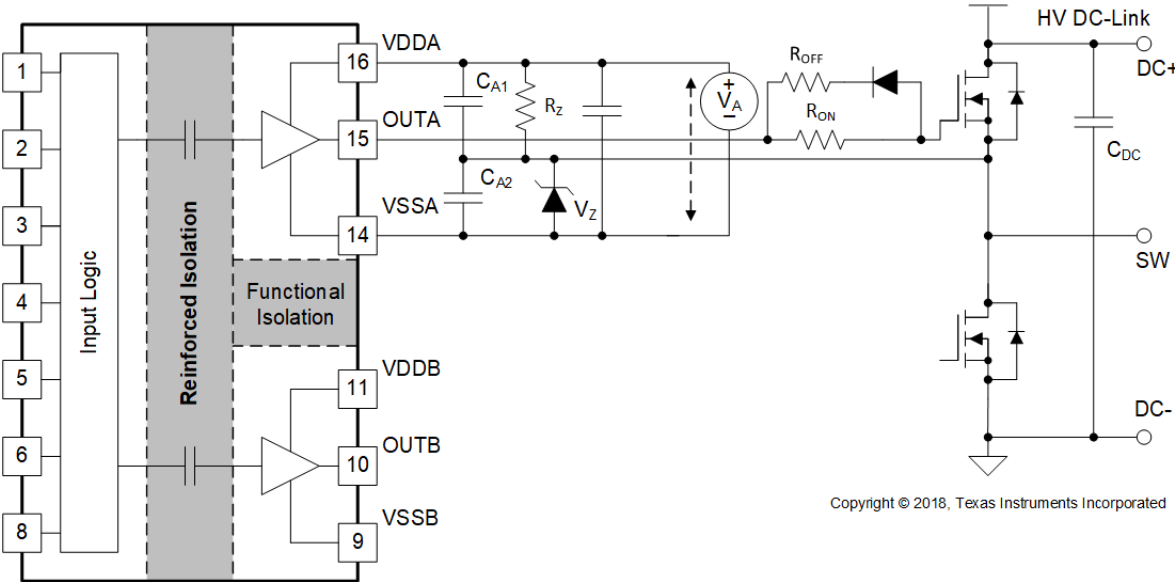 1
2
3
4
5
6
8
Input Logic
Reinforced Isolation
Functional
Isolation
16
VDDA
15
OUTA
14
VSSA
11
VDDB
10
OUTB
9
VSSB
CA1
RZ
CA2
VZ
+
VA
−
ROFF
RON
HV DC-Link
DC+
CDC
SW
DC-
Copyright © 2018, Texas Instruments Incorporated